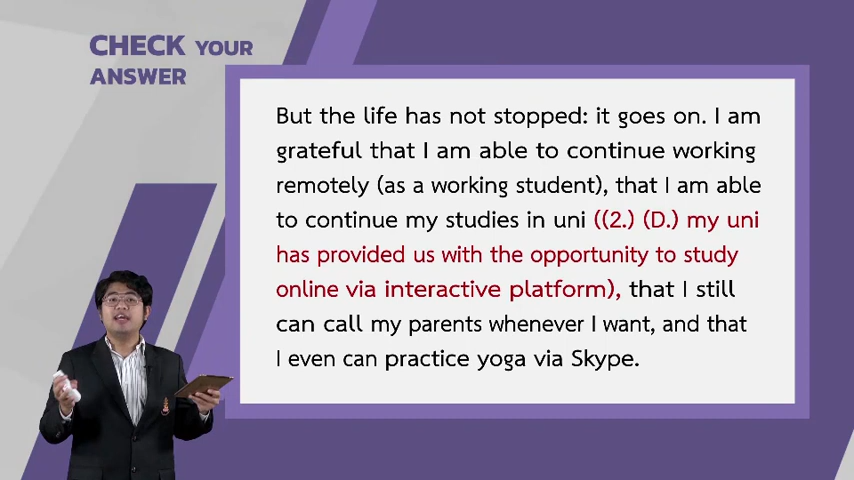 CHECK YOUR
ANSWER
But the life has not stopped: it goes on. I am
grateful that I am able to continue working
remotely (as a working student), that I am able
to continue my studies in uni ((2.) (D.) my uni
has provided us with the opportunity to study
online via interactive platform), that I still
can call my parents whenever I want, and that
I even can practice yoga via Skype.